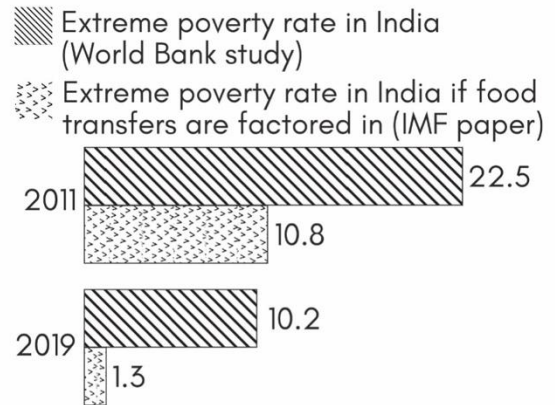 Extreme poverty rate in India
(World Bank study)
Extreme poverty rate in India if food
transfers are factored in (IMF paper)
2011
22.5
10.8
2019
10.2
1.3